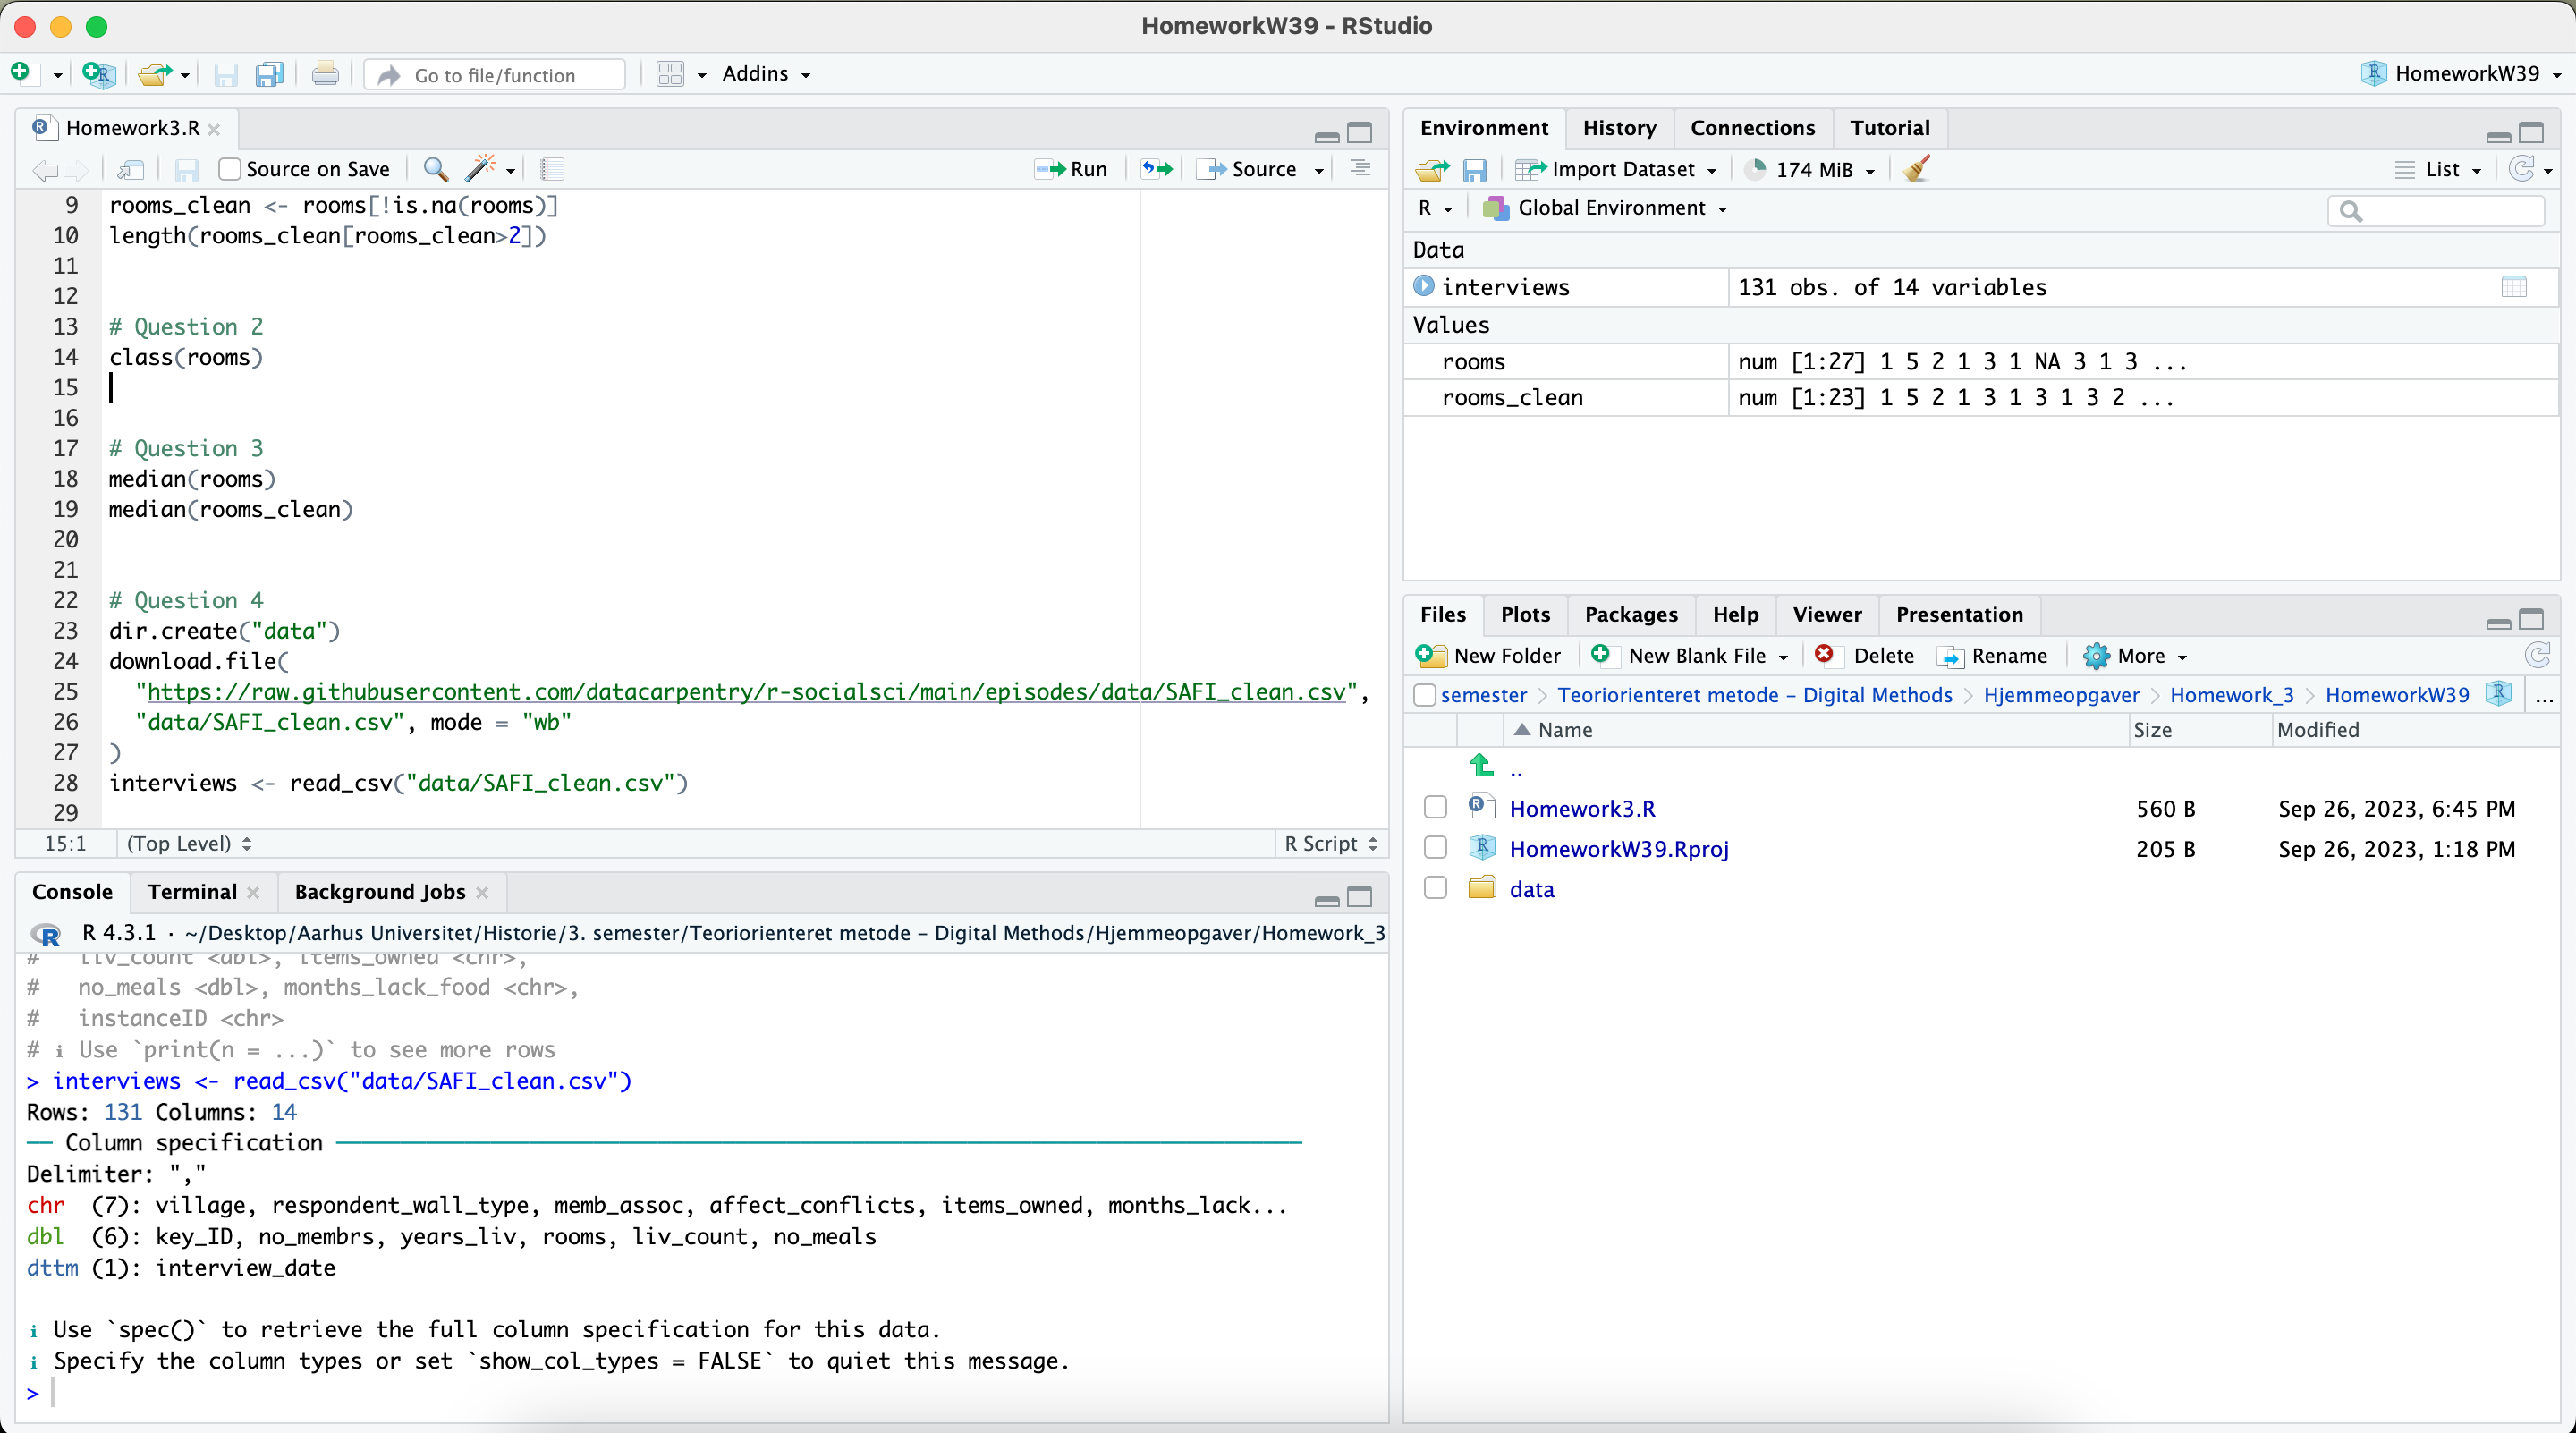 HomeworkW39 - RStudio
Go to file/function
Addins
HomeworkW39
Homework3.R
Source on Save
Run
Source
9 rooms_clean <- rooms[!is.na(rooms)]
10 length(rooms_clean[rooms_clean>2])
11
12
13 # Question 2
14 class(rooms)
15
16
17 # Question 3
18 median(rooms)
19 median(rooms_clean)
20
21
22 # Question 4
23 dir.create("data")
24 download.file(
25 "https://raw.githubusercontent.com/datacarpentry/r-socialsci/main/episodes/data/SAFI_clean.csv",
26 "data/SAFI_clean.csv", mode = "wb"
27 )
28 interviews <- read_csv("data/SAFI_clean.csv")
29
15:1 (Top Level) R Script
Console Terminal Background Jobs
R 4.3.1 · ~/Desktop/Aarhus Universitet/Historie/3. semester/Teoriorienteret metode – Digital Methods/Hjemmeopgaver/Homework_3
# liv_count <dbl>, items_owned <chr>,
# no_meals <dbl>, months_lack_food <chr>,
# instanceID <chr>
# ℹ Use `print(n = ...)` to see more rows
> interviews <- read_csv("data/SAFI_clean.csv")
Rows: 131 Columns: 14
── Column specification ──────────
Delimiter: ","
chr (7): village, respondent_wall_type, memb_assoc, affect_conflicts, items_owned, months_lack...
dbl (6): key_ID, no_membrs, years_liv, rooms, liv_count, no_meals
dttm (1): interview_date
ℹ Use `spec()` to retrieve the full column specification for this data.
ℹ Specify the column types or set `show_col_types = FALSE` to quiet this message.
>
Environment History Connections Tutorial
Import Dataset 174 MiB List
R Global Environment
Data
interviews 131 obs. of 14 variables
Values
rooms num [1:27] 1 5 2 1 3 1 NA 3 1 3 ...
rooms_clean num [1:23] 1 5 2 1 3 1 3 1 3 2 ...
Files Plots Packages Help Viewer Presentation
New Folder New Blank File Delete Rename More
semester Teoriorienteret metode – Digital Methods Hjemmeopgaver Homework_3 HomeworkW39 ...
Name Size Modified
..
Homework3.R 560 B Sep 26, 2023, 6:45 PM
HomeworkW39.Rproj 205 B Sep 26, 2023, 1:18 PM
data